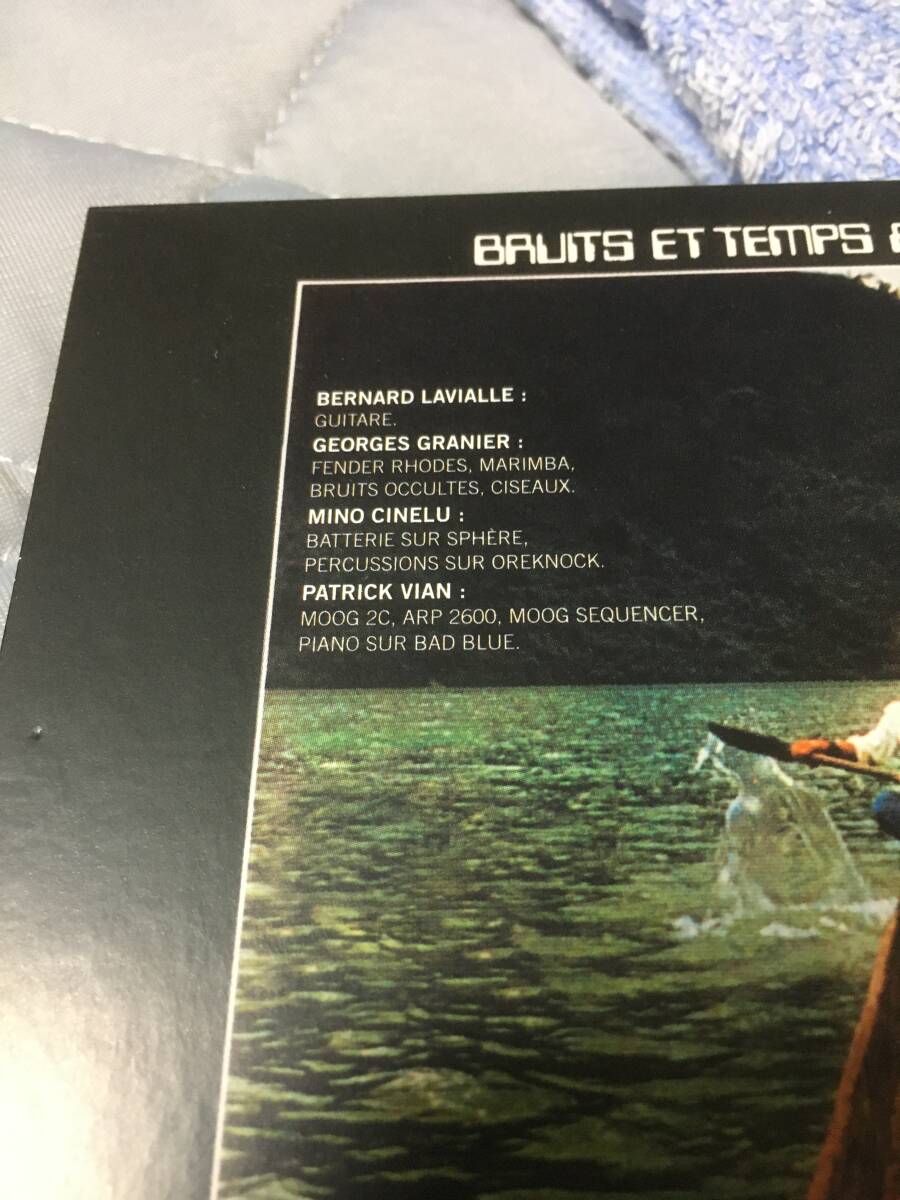 BRUITS ET TEMPS
BERNARD LAVIALLE :
GUITARE.
GEORGES GRANIER :
FENDER RHODES, MARIMBA,
BRUITS OCCULTES, CISEAUX.
MINO CINELU :
BATTERIE SUR SPHÈRE,
PERCUSSIONS SUR OREKNOCK.
PATRICK VIAN :
MOOG 2C, ARP 2600, MOOG SEQUENCER,
PIANO SUR BAD BLUE.